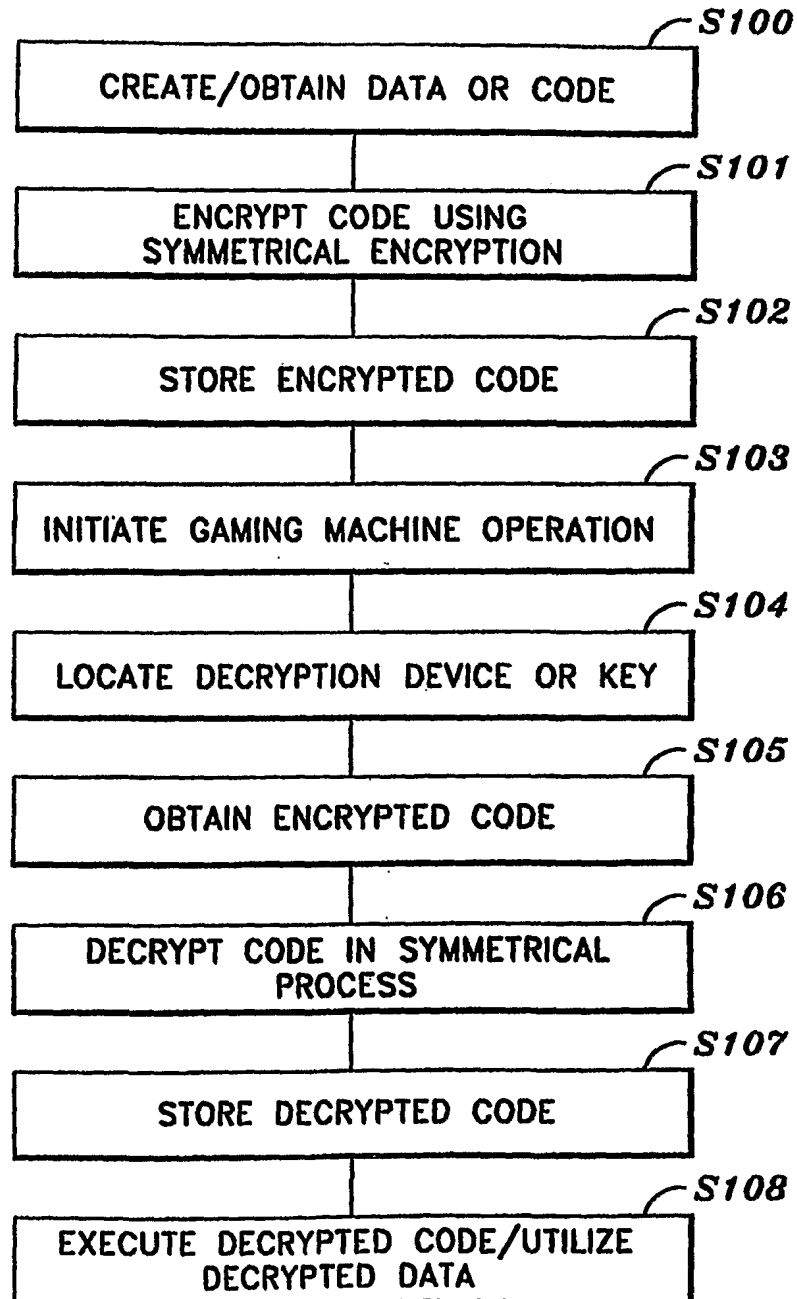 S100
CREATE/OBTAIN DATA OR CODE
S101
ENCRYPT CODE USING
SYMMETRICAL ENCRYPTION
S102
STORE ENCRYPTED CODE
S103
INITIATE GAMING MACHINE OPERATION
S104
LOCATE DECRYPTION DEVICE OR KEY
S105
OBTAIN ENCRYPTED CODE
S106
DECRYPT CODE IN SYMMETRICAL
PROCESS
S107
STORE DECRYPTED CODE
S108
EXECUTE DECRYPTED CODE/UTILIZE
DECRYPTED DATA